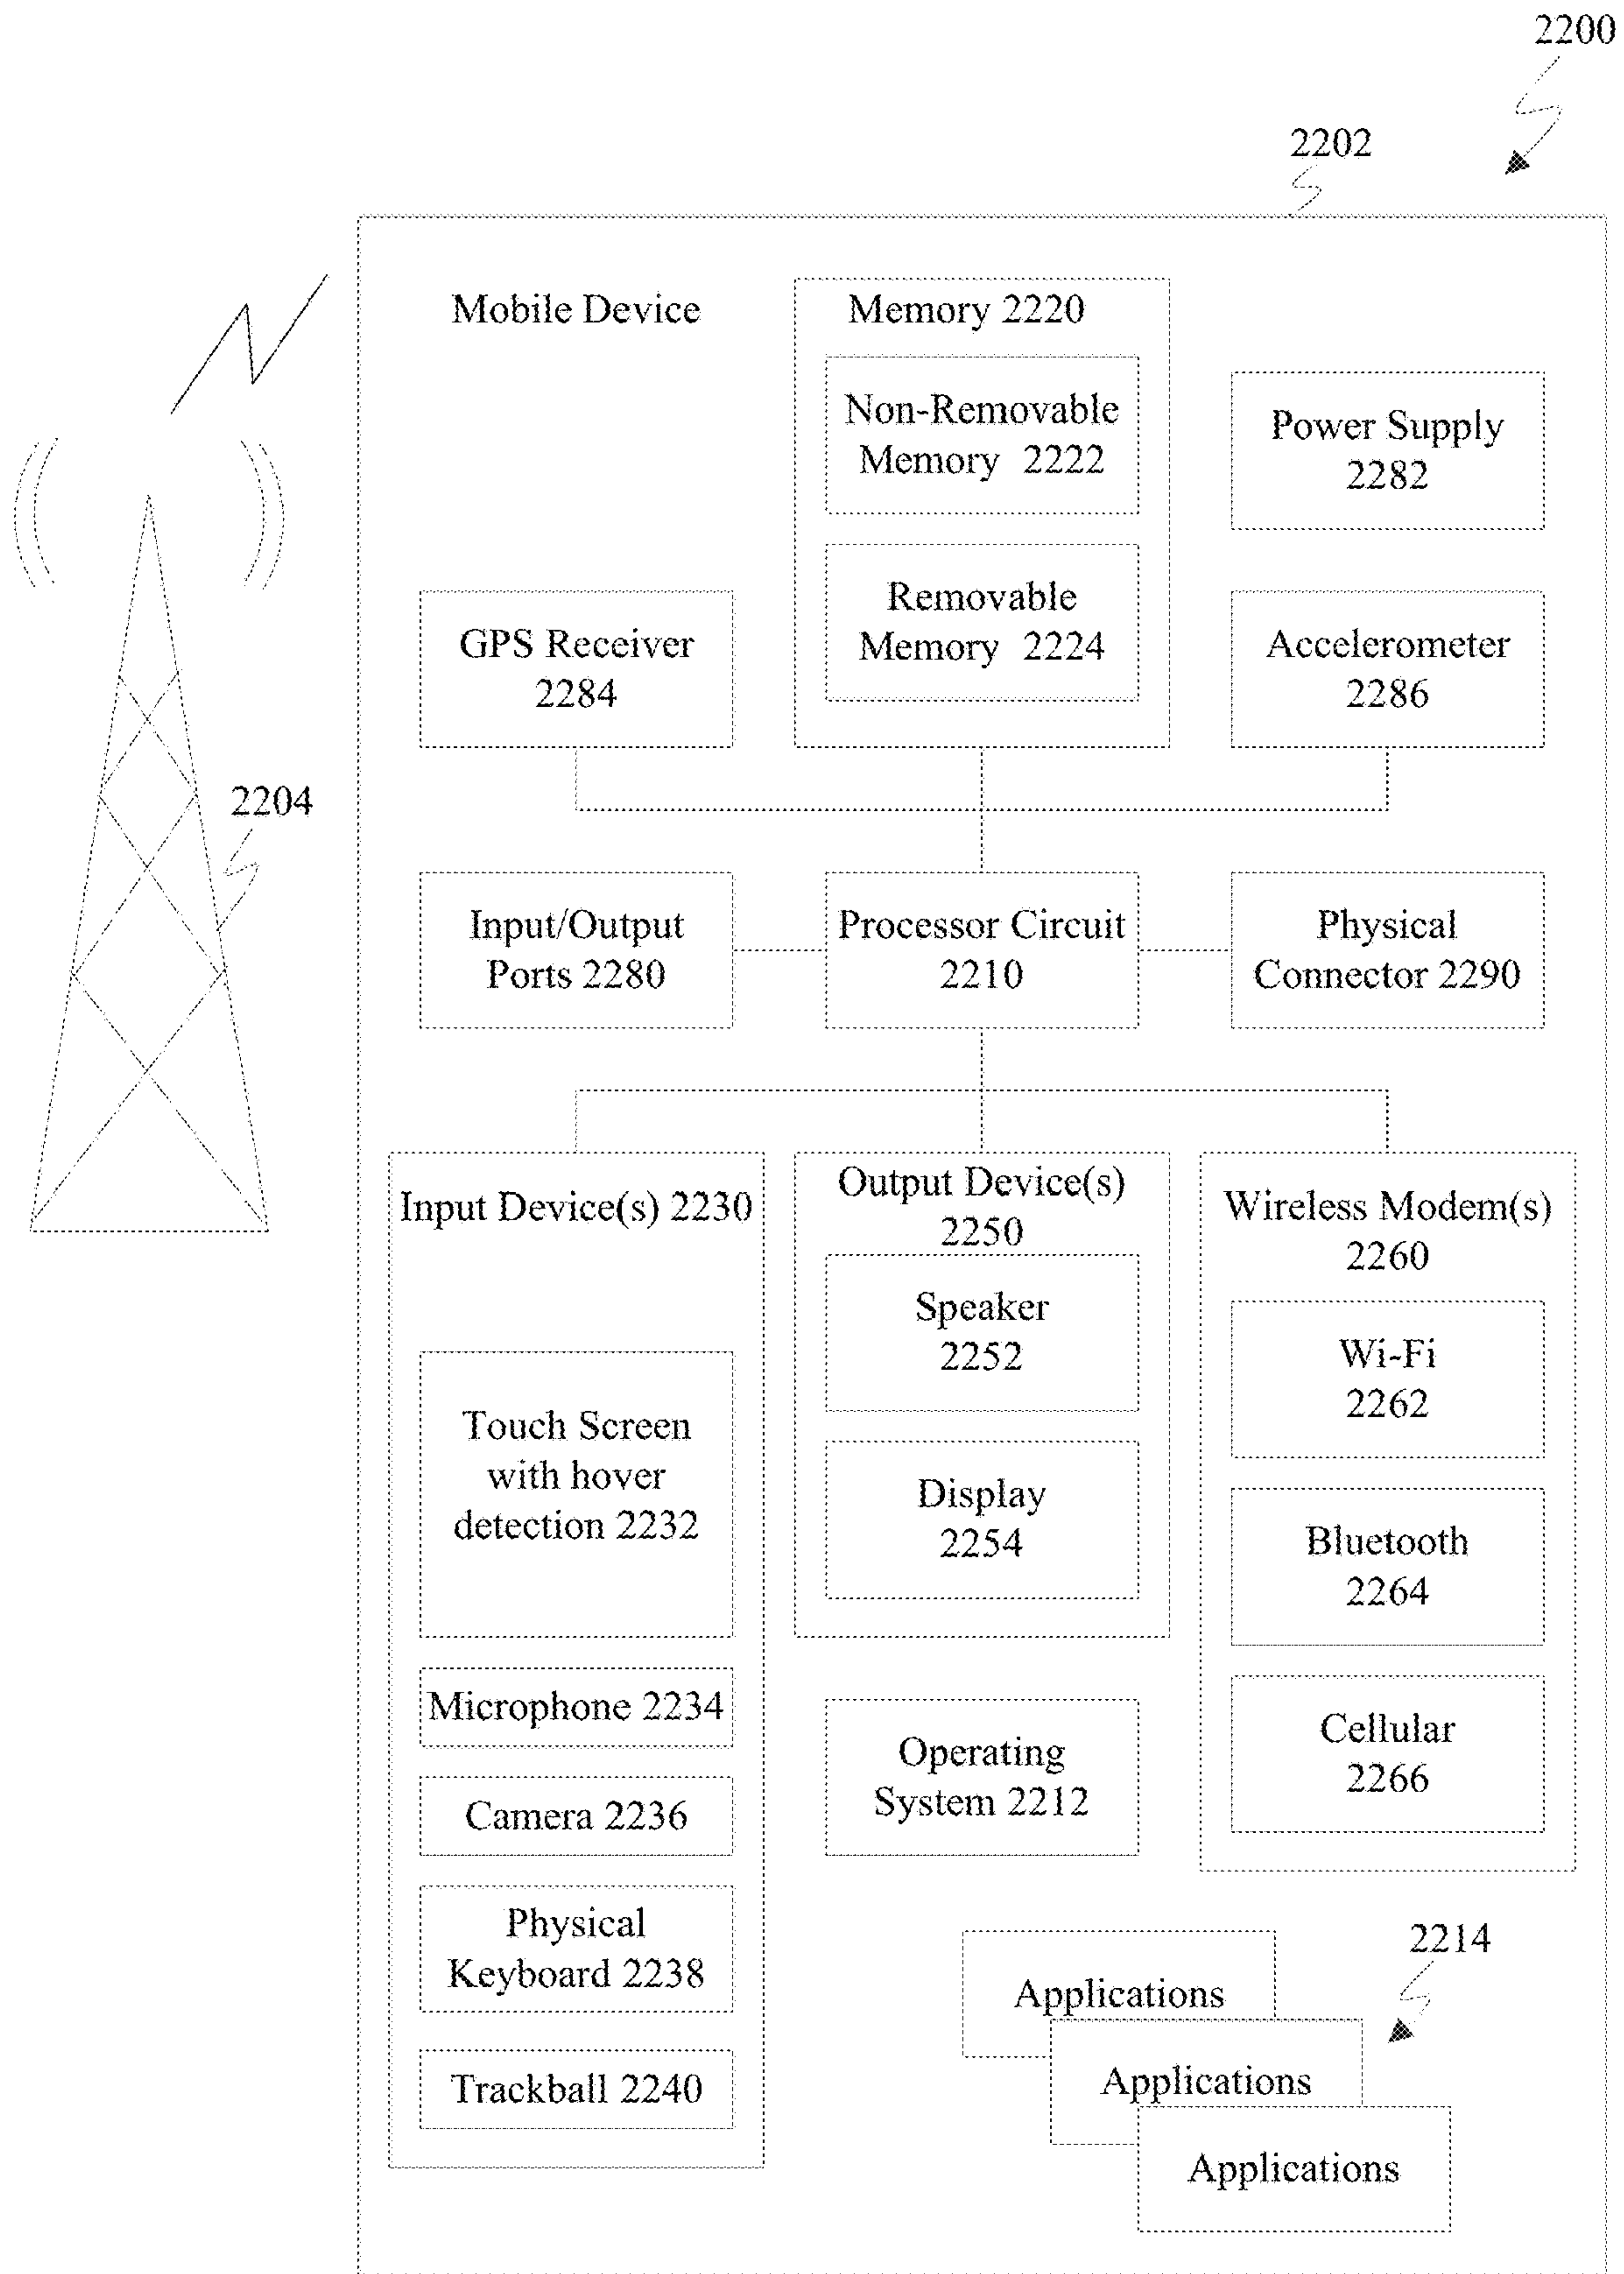 2200
2202
Mobile Device
Memory 2220
Non-Removable
Memory 2222
Power Supply
2282
Removable
Memory 2224
GPS Receiver
2284
Accelerometer
2286
2204
Input/Output
Ports 2280
Processor Circuit
2210
Physical
Connector 2290
Input Device(s) 2230
Touch Screen
with hover
detection 2232
Microphone 2234
Camera 2236
Physical
Keyboard 2238
Trackball 2240
Output Device(s)
2250
Speaker
2252
Display
2254
Operating
System 2212
Wireless Modem(s)
2260
Wi-Fi
2262
Bluetooth
2264
Cellular
2266
2214
Applications
Applications
Applications